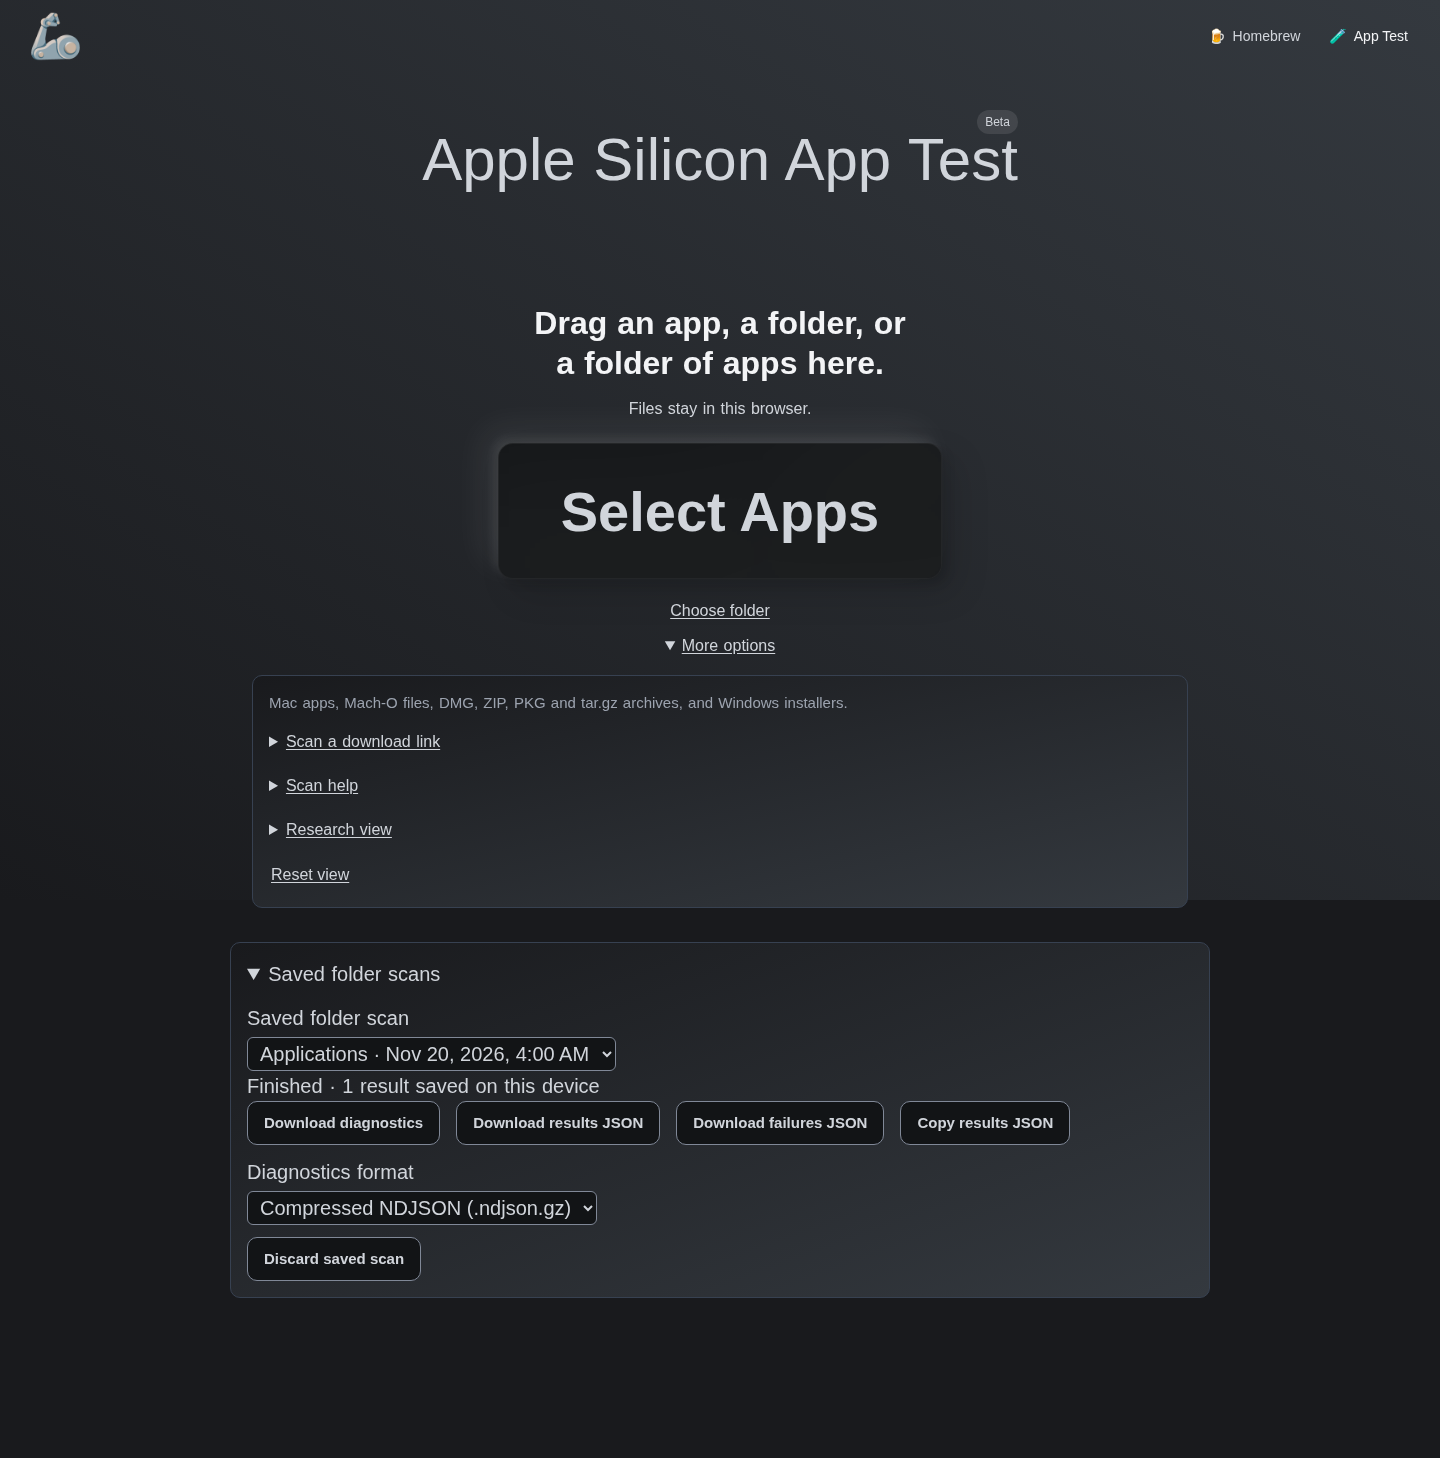 Homebrew
App Test
Beta
Apple Silicon App Test
Drag an app, a folder, or
a folder of apps here.
Files stay in this browser.
Select Apps
Choose folder
More options
Mac apps, Mach-O files, DMG, ZIP, PKG and tar.gz archives, and Windows installers.
Scan a download link
Scan help
Research view
Reset view
Saved folder scans
Saved folder scan
Applications · Nov 20, 2026, 4:00 AM
Finished · 1 result saved on this device
Download diagnostics
Download results JSON
Download failures JSON
Copy results JSON
Diagnostics format
Compressed NDJSON (.ndjson.gz)
Discard saved scan